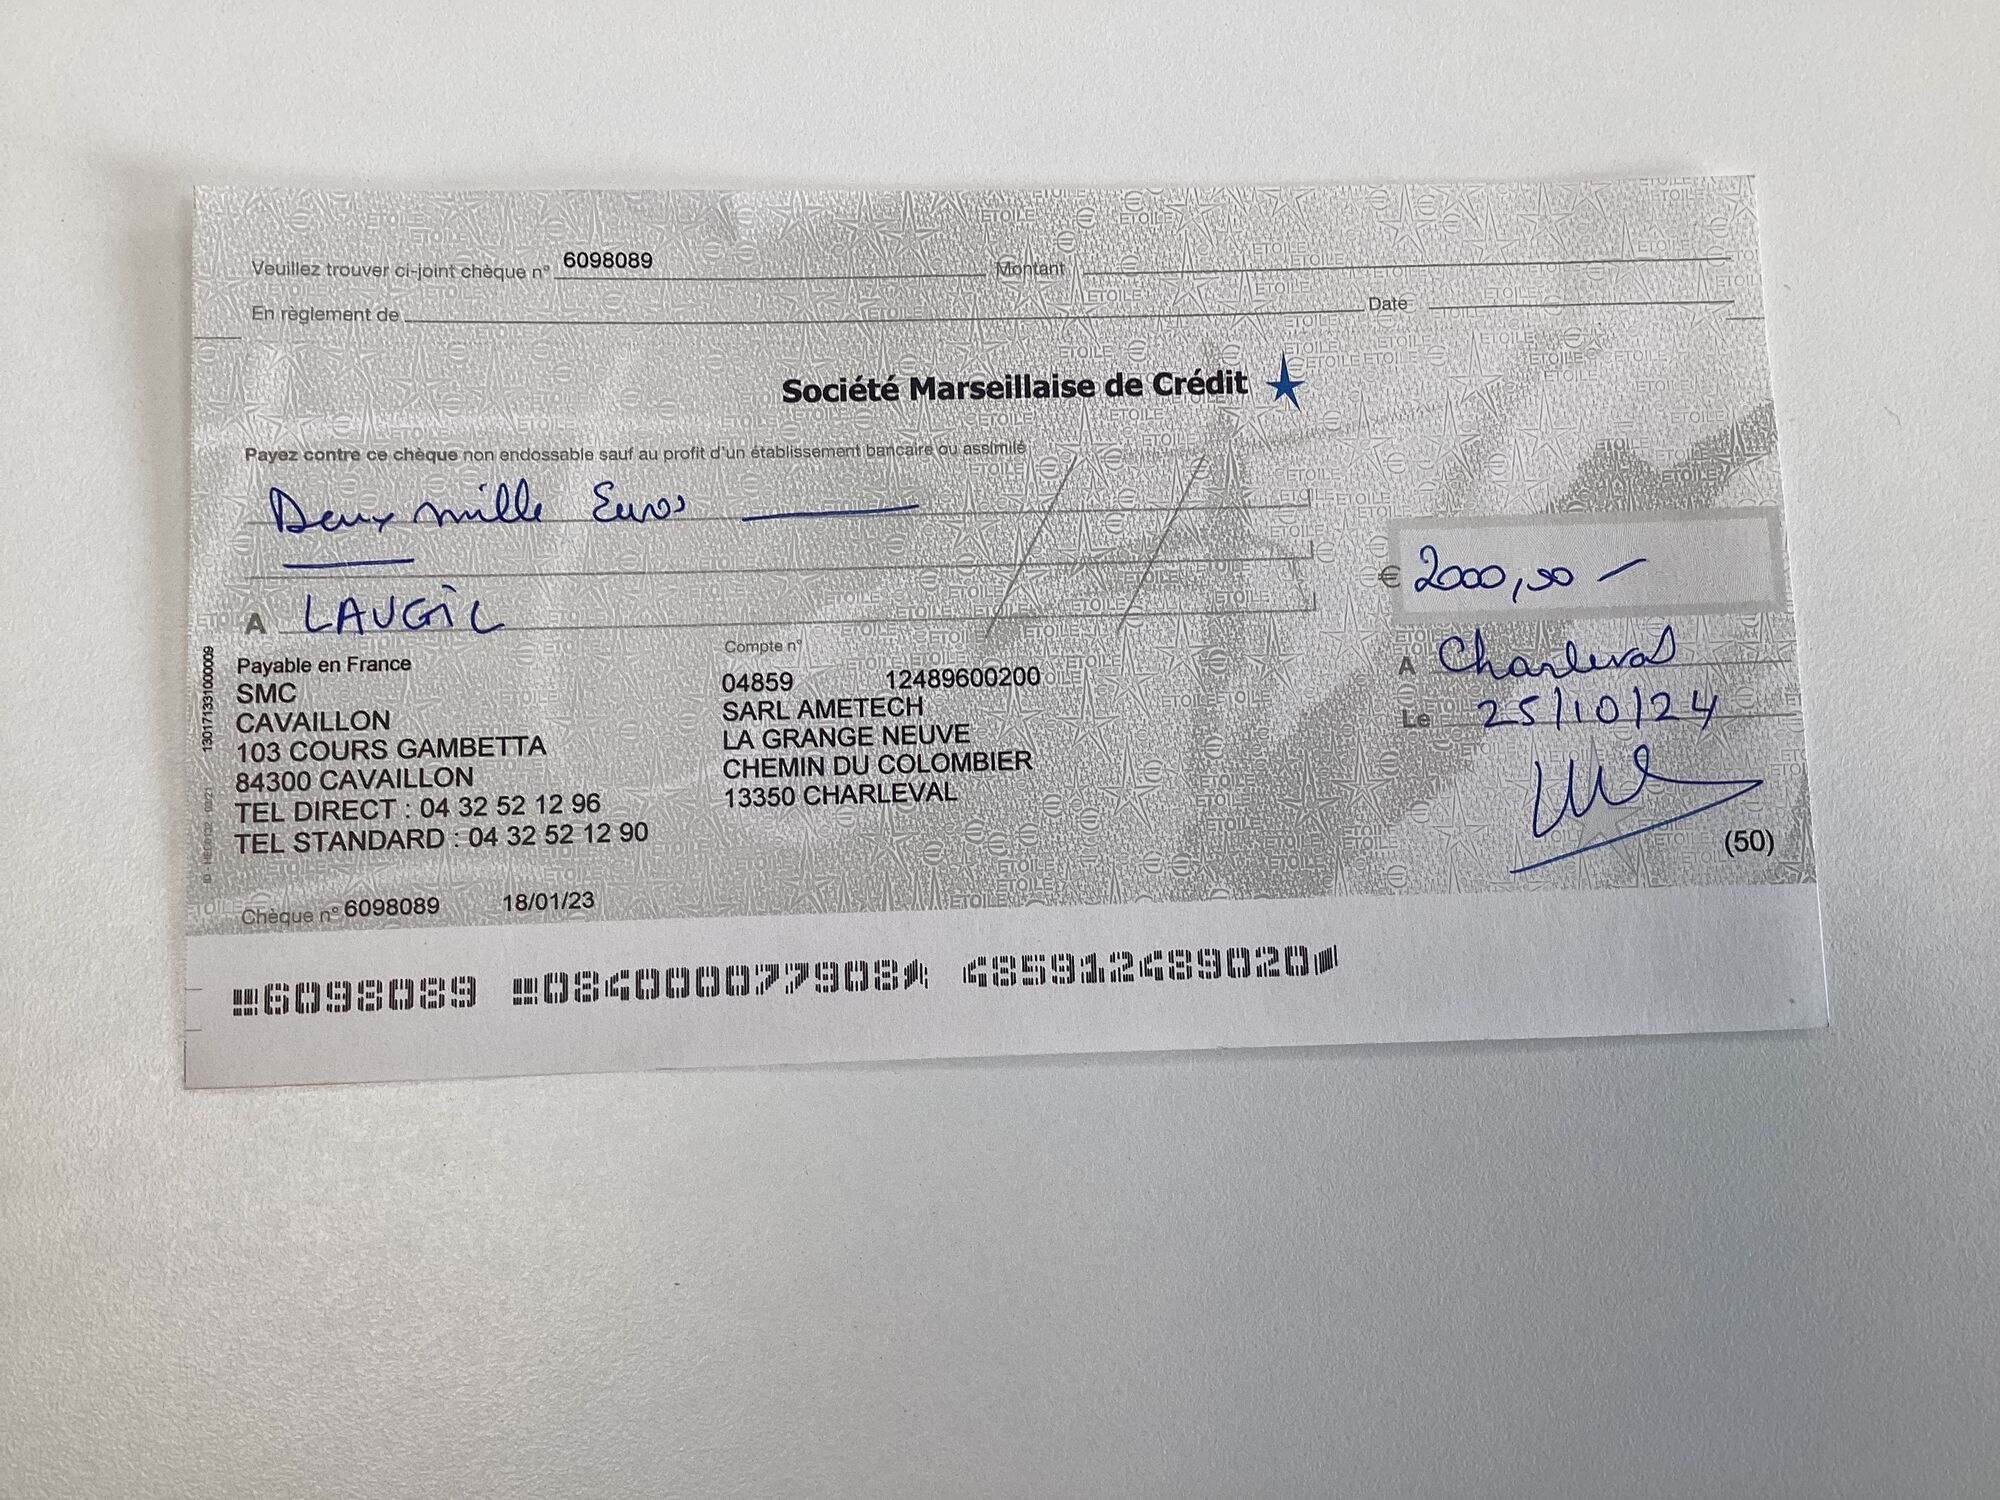 Veuillez trouver ci-joint chèque n° 6098089 Montant
En règlement de Date
Société Marseillaise de Crédit
Payez contre ce chèque non endossable sauf au profit d'un établissement bancaire ou assimilé
Deux mille Euros
€ 2000,00
A LAUGIL
A Charleval
Le 25/10/24
Payable en France
SMC
CAVAILLON
103 COURS GAMBETTA
84300 CAVAILLON
TEL DIRECT : 04 32 52 12 96
TEL STANDARD : 04 32 52 12 90
Compte n°
04859 12489600200
SARL AMETECH
LA GRANGE NEUVE
CHEMIN DU COLOMBIER
13350 CHARLEVAL
(50)
Chèque n° 6098089 18/01/23
6098089 084000077908 485912489020